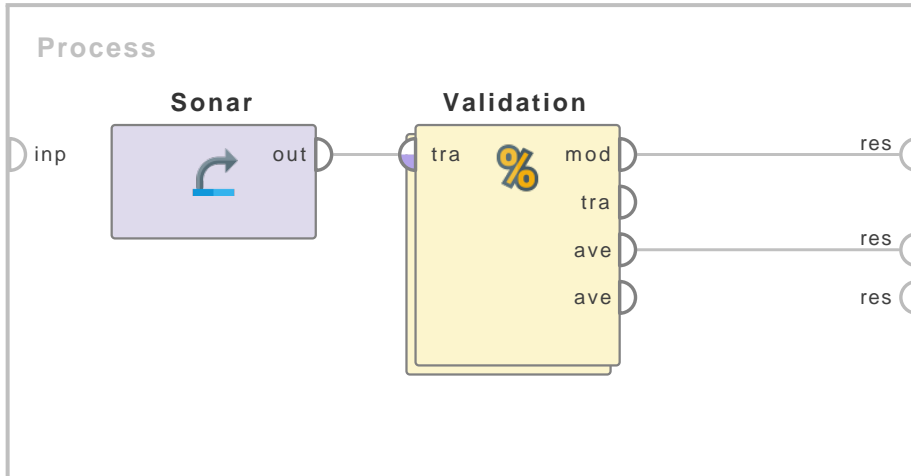 Process
Sonar
Validation
inp
out
tra
mod
res
tra
ave
res
ave
res